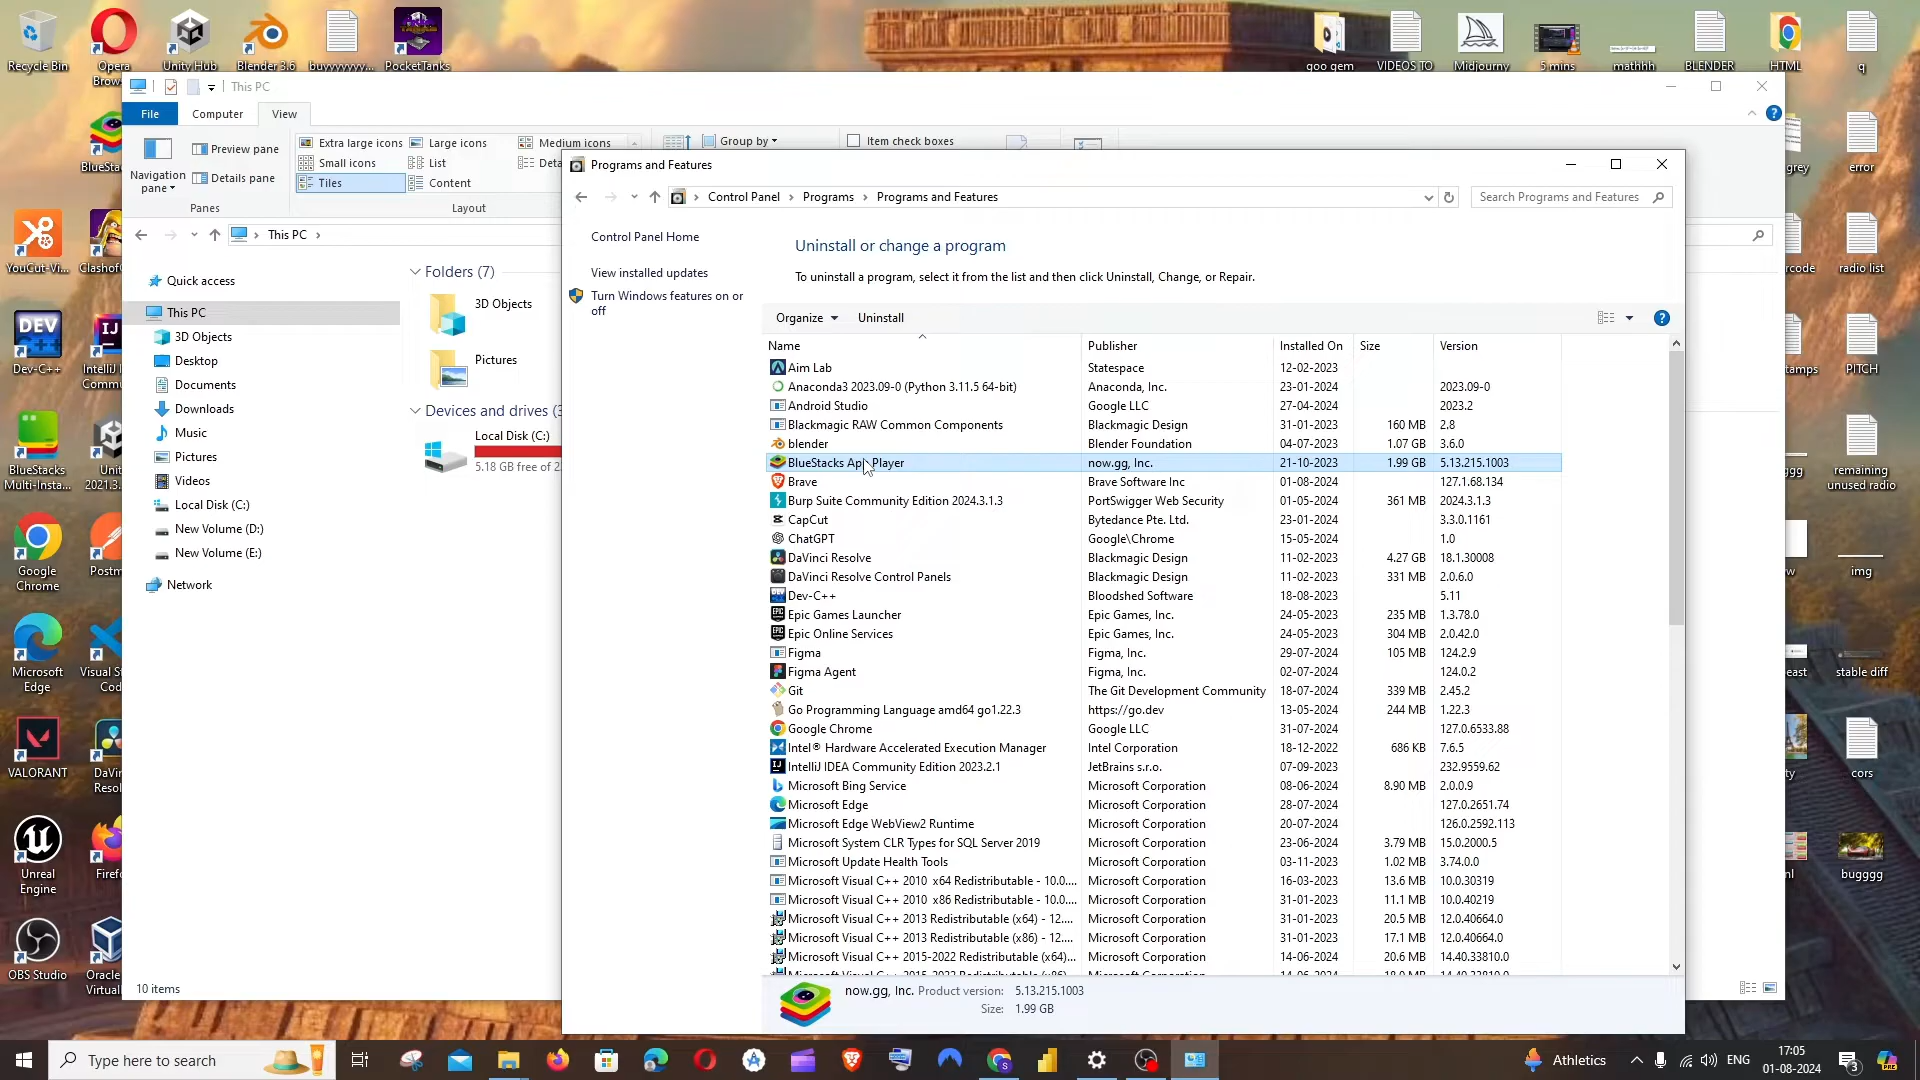 Recycle Bin
Opera
Brow...
Unity Hub
Blender 3.6
buyyyyyyy...
PocketTanks
goo gem
VIDEOS TO
Midjourny
5 mins
mathhh
BLENDER
HTML
q
This PC
File
Computer
View
Navigation
pane
Preview pane
Details pane
Panes
Extra large icons
Large icons
Medium icons
Small icons
List
Deta
Tiles
Content
Layout
Group by
Item check boxes
This PC
Quick access
This PC
3D Objects
Desktop
Documents
Downloads
Music
Pictures
Videos
Local Disk (C:)
New Volume (D:)
New Volume (E:)
Network
Folders (7)
3D Objects
Pictures
Devices and drives (3
Local Disk (C:)
5.18 GB free of 2
10 items
Programs and Features
Control Panel
Programs
Programs and Features
Search Programs and Features
Control Panel Home
View installed updates
Turn Windows features on or
off
Uninstall or change a program
To uninstall a program, select it from the list and then click Uninstall, Change, or Repair.
Organize
Uninstall
Name Publisher Installed On Size Version
Aim Lab Statespace 12-02-2023
Anaconda3 2023.09-0 (Python 3.11.5 64-bit) Anaconda, Inc. 23-01-2024 2023.09-0
Android Studio Google LLC 27-04-2024 2023.2
Blackmagic RAW Common Components Blackmagic Design 31-01-2023 160 MB 2.8
blender Blender Foundation 04-07-2023 1.07 GB 3.6.0
BlueStacks App Player now.gg, Inc. 21-10-2023 1.99 GB 5.13.215.1003
Brave Brave Software Inc 01-08-2024 127.1.68.134
Burp Suite Community Edition 2024.3.1.3 PortSwigger Web Security 01-05-2024 361 MB 2024.3.1.3
CapCut Bytedance Pte. Ltd. 23-01-2024 3.3.0.1161
ChatGPT Google\Chrome 15-05-2024 1.0
DaVinci Resolve Blackmagic Design 11-02-2023 4.27 GB 18.1.30008
DaVinci Resolve Control Panels Blackmagic Design 11-02-2023 331 MB 2.0.6.0
Dev-C++ Bloodshed Software 18-08-2023 5.11
Epic Games Launcher Epic Games, Inc. 24-05-2023 235 MB 1.3.78.0
Epic Online Services Epic Games, Inc. 24-05-2023 304 MB 2.0.42.0
Figma Figma, Inc. 29-07-2024 105 MB 124.2.9
Figma Agent Figma, Inc. 02-07-2024 124.0.2
Git The Git Development Community 18-07-2024 339 MB 2.45.2
Go Programming Language amd64 go1.22.3 https://go.dev 13-05-2024 244 MB 1.22.3
Google Chrome Google LLC 31-07-2024 127.0.6533.88
Intel® Hardware Accelerated Execution Manager Intel Corporation 18-12-2022 686 KB 7.6.5
IntelliJ IDEA Community Edition 2023.2.1 JetBrains s.r.o. 07-09-2023 232.9559.62
Microsoft Bing Service Microsoft Corporation 08-06-2024 8.90 MB 2.0.0.9
Microsoft Edge Microsoft Corporation 28-07-2024 127.0.2651.74
Microsoft Edge WebView2 Runtime Microsoft Corporation 20-07-2024 126.0.2592.113
Microsoft System CLR Types for SQL Server 2019 Microsoft Corporation 23-06-2024 3.79 MB 15.0.2000.5
Microsoft Update Health Tools Microsoft Corporation 03-11-2023 1.02 MB 3.74.0.0
Microsoft Visual C++ 2010 x64 Redistributable - 10.0.... Microsoft Corporation 16-03-2023 13.6 MB 10.0.30319
Microsoft Visual C++ 2010 x86 Redistributable - 10.0.... Microsoft Corporation 31-01-2023 11.1 MB 10.0.40219
Microsoft Visual C++ 2013 Redistributable (x64) - 12.... Microsoft Corporation 31-01-2023 20.5 MB 12.0.40664.0
Microsoft Visual C++ 2013 Redistributable (x86) - 12.... Microsoft Corporation 31-01-2023 17.1 MB 12.0.40664.0
Microsoft Visual C++ 2015-2022 Redistributable (x64)... Microsoft Corporation 14-06-2024 20.6 MB 14.40.33810.0
now.gg, Inc. Product version: 5.13.215.1003
Size: 1.99 GB
BlueStac
YouCut-Vi...
ClashofC
Dev-C++
IntelliJ I
Commu
BlueStacks
Multi-Insta...
Unit
2021.3.
Google
Chrome
Postm
Microsoft
Edge
Visual S
Cod
VALORANT
DaVi
Resol
Unreal
Engine
Firef
OBS Studio
Oracle
Virtuall
grey
error
rcode
radio list
tamps
PITCH
ggg
remaining
unused radio
w
img
east
stable diff
ty
cors
nl
bugggg
Type here to search
Athletics
ENG
17:05
01-08-2024
3